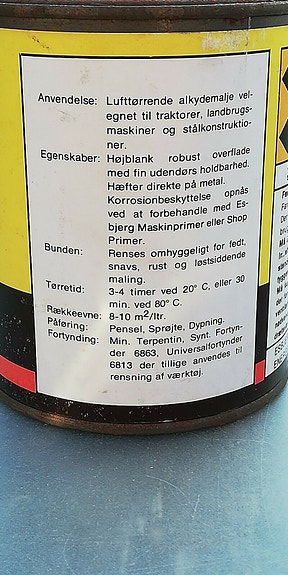 Anvendelse: Lufttørrende alkydemalje vel-
egnet til traktorer, landbrugs-
maskiner og stålkonstruktio-
ner.
Egenskaber: Højblank robust overflade
med fin udendørs holdbarhed.
Hæfter direkte på metal.
Korrosionbeskyttelse opnås
ved at forbehandle med Es-
bjerg Maskinprimer eller Shop
Primer.
Bunden: Renses omhyggeligt for fedt,
snavs, rust og løstsiddende
maling.
Tørretid: 3-4 timer ved 20° C, eller 30
min. ved 80° C.
Rækkeevne: 8-10 m²/ltr.
Påføring: Pensel, Sprøjte, Dypning.
Fortynding: Min. Terpentin, Synt. Fortyn-
der 6863, Universalfortynder
6813 der tillige anvendes til
rensning af værktøj.